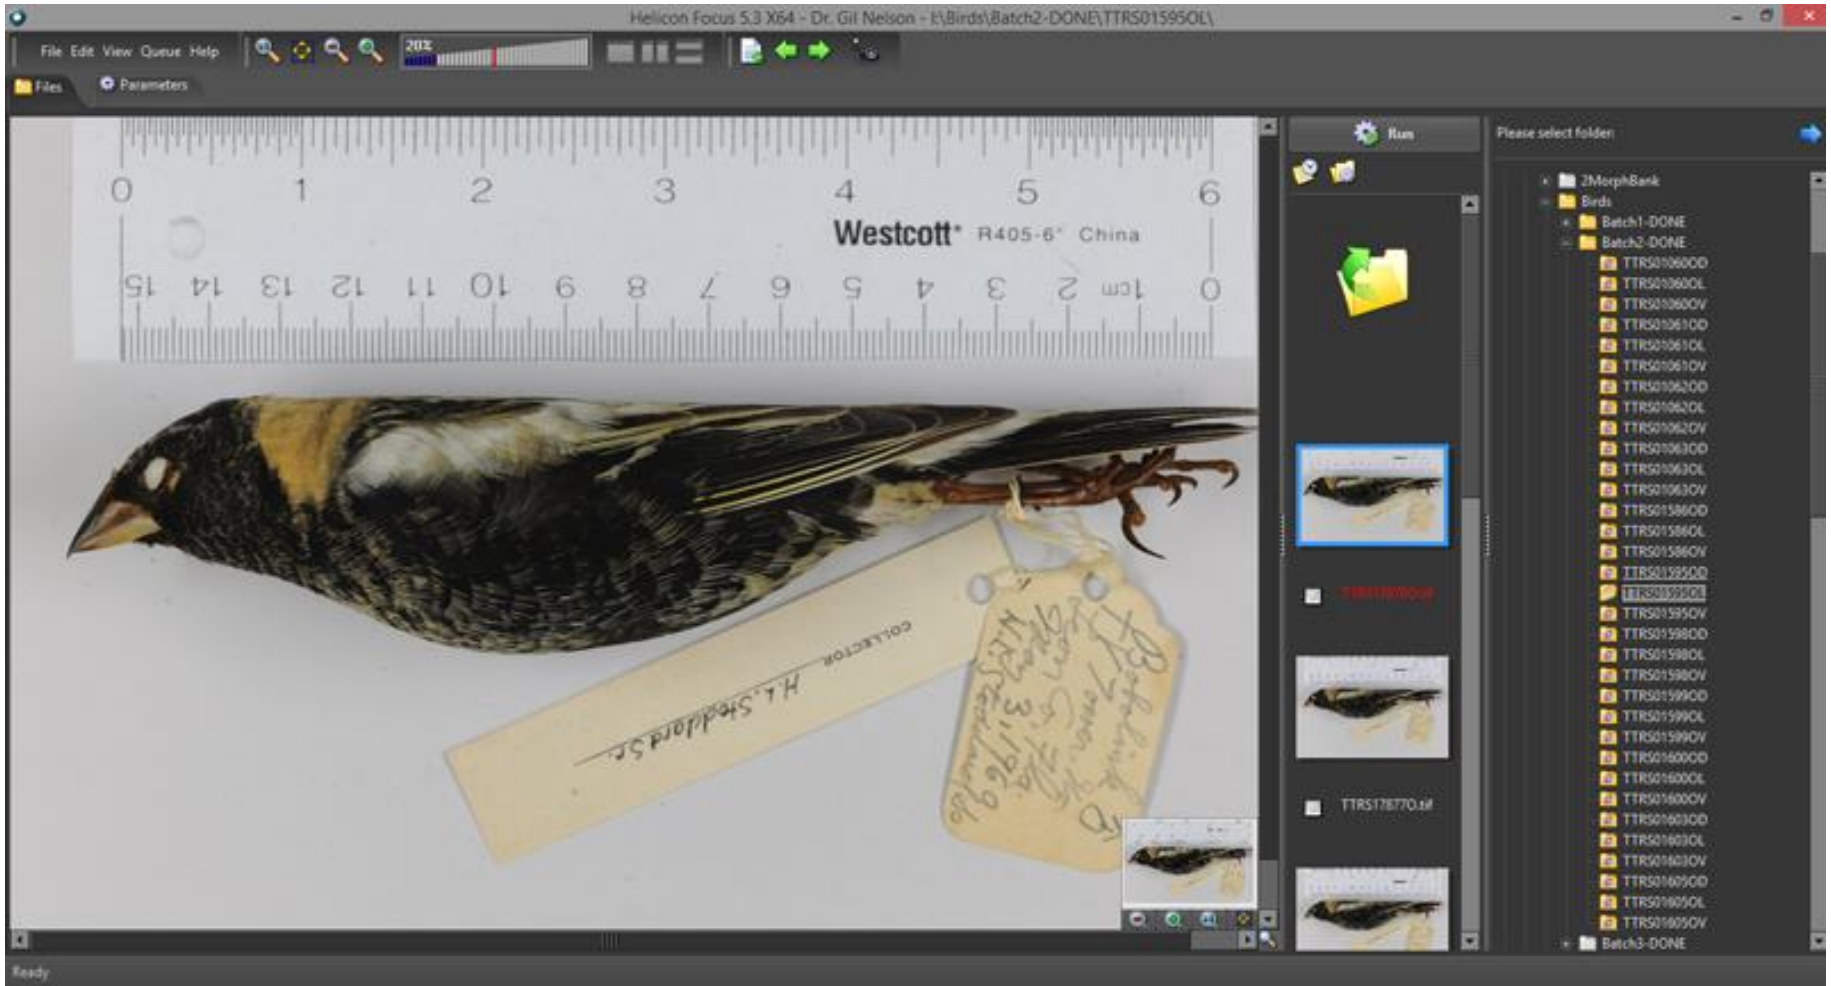 Helicon Focus 5.3 X64 - Dr. Gil Nelson - I:\Birds\Batch2-DONE\TTRS01595OL\
File Edit View Queue Help
20%
Files
Parameters
0 1 2 3 4 5 6
Westcott® R405-6" China
15 14 13 12 11 10 9 8 7 6 5 4 3 2 1cm 0
COLLECTOR
H. L. Stoddard Sr.
Bobolink
May 3, 1969
Run
TTRS17877O.tif
Please select folder:
2MorphBank
Birds
Batch1-DONE
Batch2-DONE
TTRS01060OD
TTRS01060OL
TTRS01060OV
TTRS01061OD
TTRS01061OL
TTRS01061OV
TTRS01062OD
TTRS01062OL
TTRS01062OV
TTRS01063OD
TTRS01063OL
TTRS01063OV
TTRS01586OD
TTRS01586OL
TTRS01586OV
TTRS01595OD
TTRS01595OL
TTRS01595OV
TTRS01598OD
TTRS01598OL
TTRS01598OV
TTRS01599OD
TTRS01599OL
TTRS01599OV
TTRS01600OD
TTRS01600OL
TTRS01600OV
TTRS01603OD
TTRS01603OL
TTRS01603OV
TTRS01605OD
TTRS01605OL
TTRS01605OV
Batch3-DONE
Ready